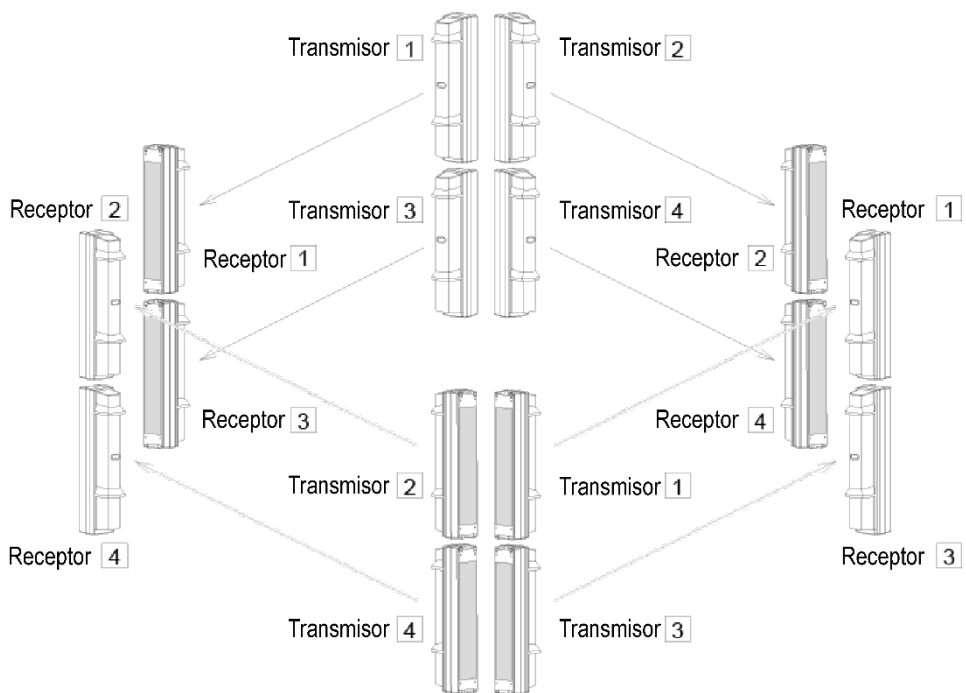 Transmisor 1
Transmisor 2
Receptor 2
Transmisor 3
Transmisor 4
Receptor 1
Receptor 1
Receptor 2
Receptor 3
Receptor 4
Transmisor 2
Transmisor 1
Receptor 4
Receptor 3
Transmisor 4
Transmisor 3